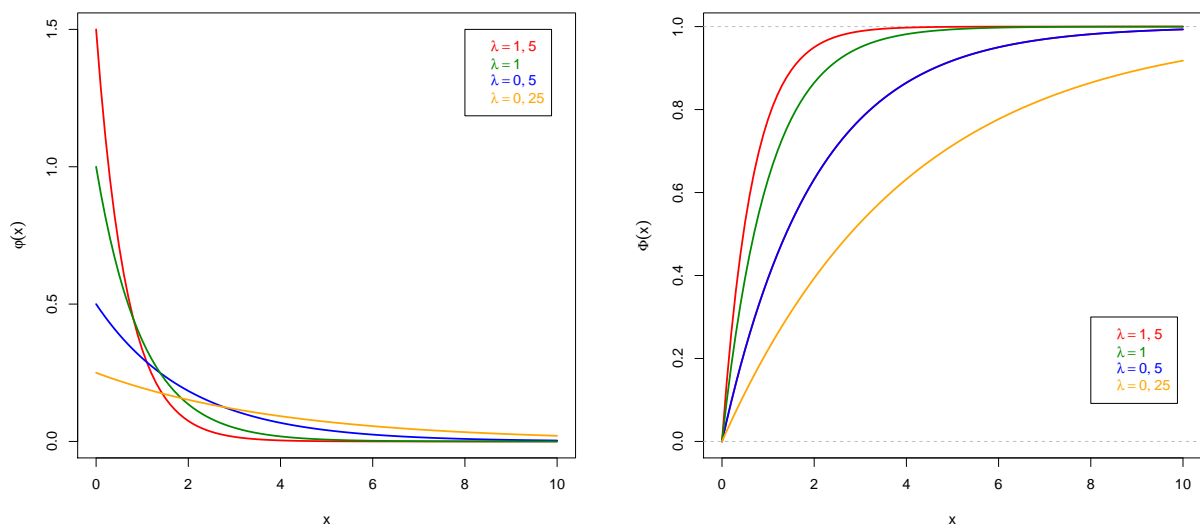 1.5
1.0
0.5
0.0
φ(x)
0 2 4 6 8 10
x
λ = 1, 5
λ = 1
λ = 0, 5
λ = 0, 25
1.0
0.8
0.6
0.4
0.2
0.0
Φ(x)
0 2 4 6 8 10
x
λ = 1, 5
λ = 1
λ = 0, 5
λ = 0, 25